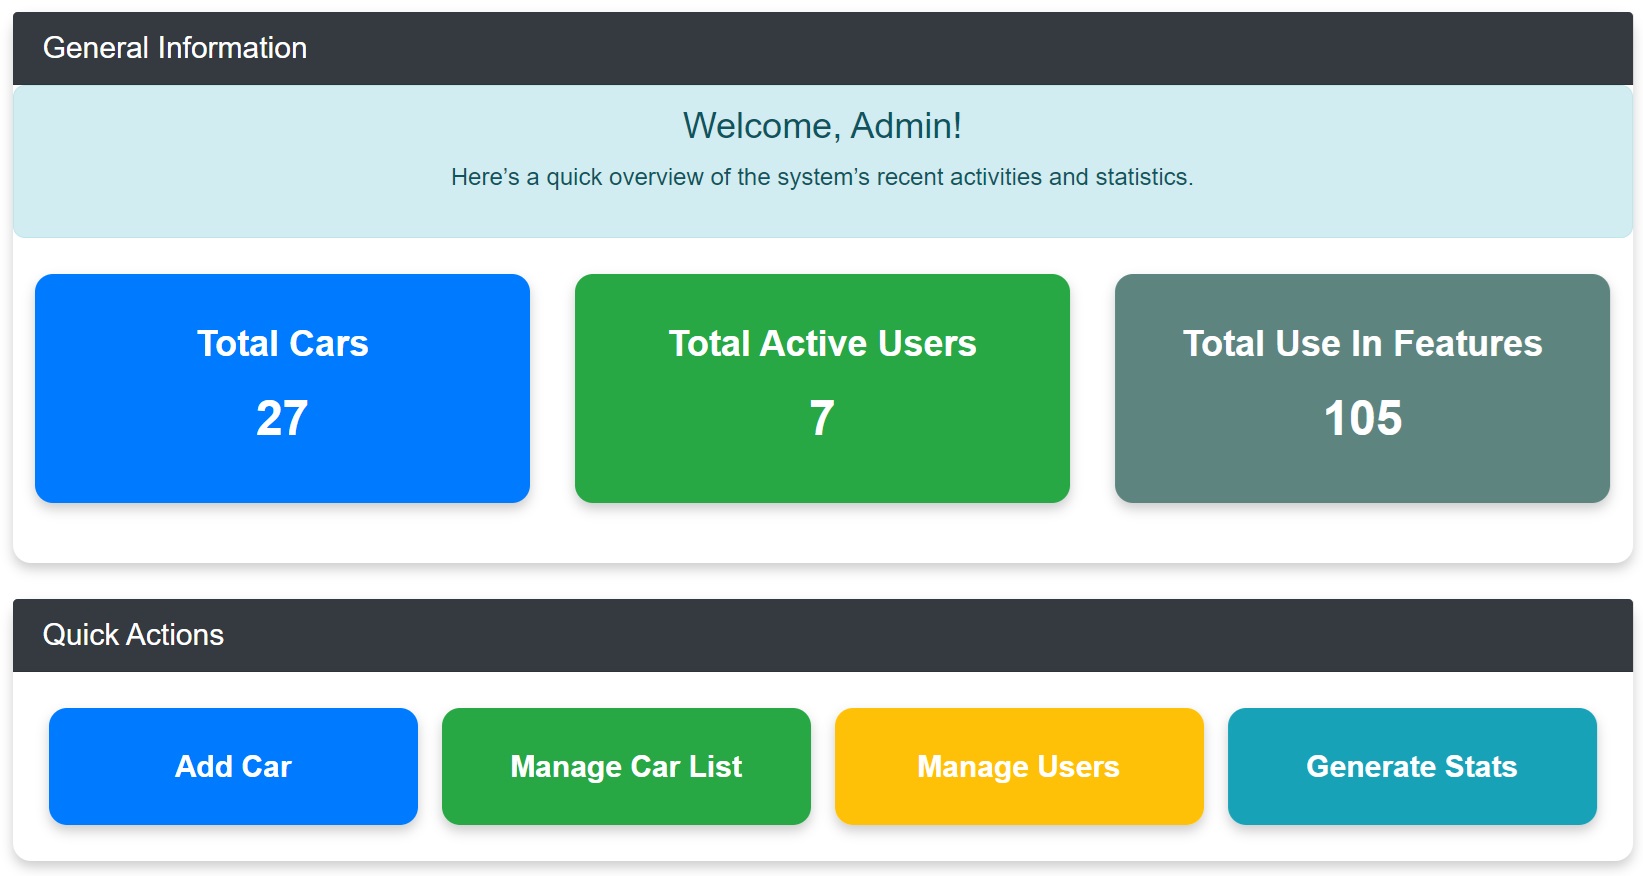 General Information
Welcome, Admin!
Here’s a quick overview of the system’s recent activities and statistics.
Total Cars
27
Total Active Users
7
Total Use In Features
105
Quick Actions
Add Car
Manage Car List
Manage Users
Generate Stats